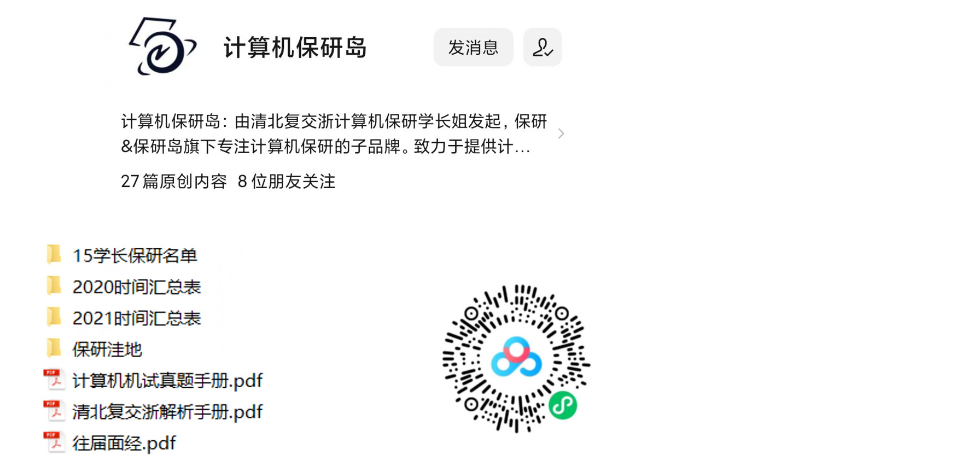 计算机保研岛
发消息
计算机保研岛：由清北复交浙计算机保研学长姐发起，保研
&保研岛旗下专注计算机保研的子品牌。致力于提供计...
27篇原创内容 8位朋友关注
15学长保研名单
2020时间汇总表
2021时间汇总表
保研洼地
计算机机试真题手册.pdf
清北复交浙解析手册.pdf
往届面经.pdf